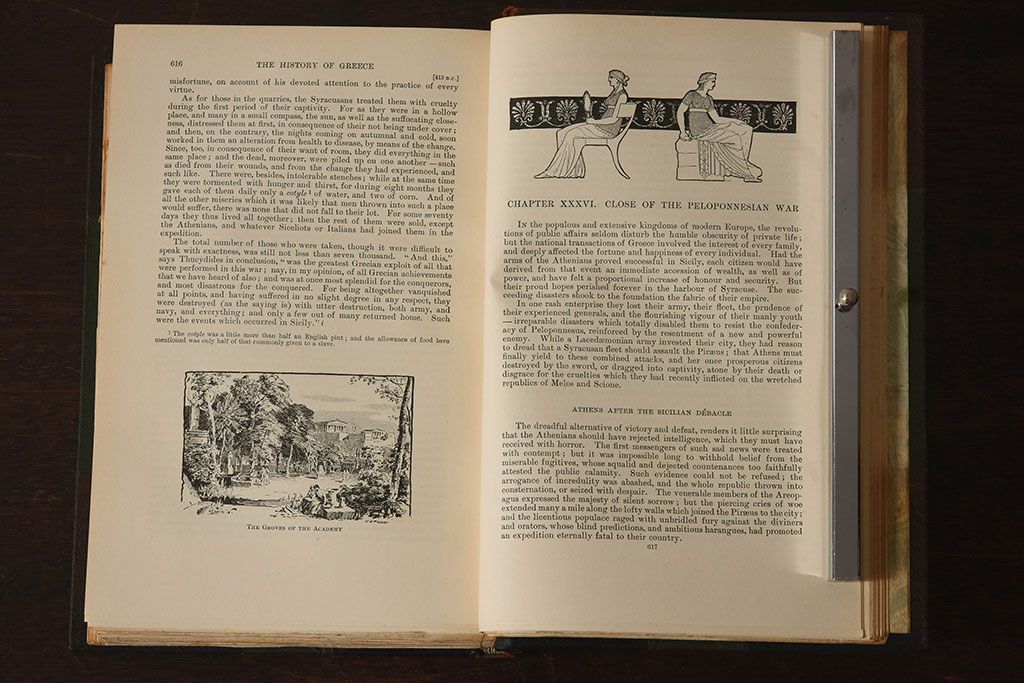 616 THE HISTORY OF GREECE
[413 B.C.]
misfortune, on account of his devoted attention to the practice of every
virtue.
As for those in the quarries, the Syracusans treated them with cruelty
during the first period of their captivity. For as they were in a hollow
place, and many in a small compass, the sun, as well as the suffocating close-
ness, distressed them at first, in consequence of their not being under cover;
and then, on the contrary, the nights coming on autumnal and cold, soon
worked in them an alteration from health to disease, by means of the change.
Since, too, in consequence of their want of room, they did everything in the
same place; and the dead, moreover, were piled up on one another—such
as died from their wounds, and from the change they had experienced, and
such like. There were, besides, intolerable stenches; while at the same time
they were tormented with hunger and thirst, for during eight months they
gave each of them daily only a cotyle¹ of water, and two of corn. And of
all the other miseries which it was likely that men thrown into such a place
would suffer, there was none that did not fall to their lot. For some seventy
days they thus lived all together; then the rest of them were sold, except
the Athenians, and whatever Siceliots or Italians had joined them in the
expedition.
The total number of those who were taken, though it were difficult to
speak with exactness, was still not less than seven thousand. "And this,"
says Thucydides in conclusion, "was the greatest Grecian exploit of all that
were performed in this war; nay, in my opinion, of all Grecian achievements
that we have heard of also; and was at once most splendid for the conquerors,
and most disastrous for the conquered. For being altogether vanquished
at all points, and having suffered in no slight degree in any respect, they
were destroyed (as the saying is) with utter destruction, both army, and
navy, and everything; and only a few out of many returned home. Such
were the events which occurred in Sicily."
¹ The cotyle was a little more than half an English pint; and the allowance of food here
mentioned was only half of that commonly given to a slave.
THE GROVES OF THE ACADEMY
CHAPTER XXXVI. CLOSE OF THE PELOPONNESIAN WAR
IN the populous and extensive kingdoms of modern Europe, the revolu-
tions of public affairs seldom disturb the humble obscurity of private life;
but the national transactions of Greece involved the interest of every family,
and deeply affected the fortune and happiness of every individual. Had the
arms of the Athenians proved successful in Sicily, each citizen would have
derived from that event an immediate accession of wealth, as well as of
power, and have felt a proportional increase of honour and security. But
their proud hopes perished forever in the harbour of Syracuse. The suc-
ceeding disasters shook to the foundation the fabric of their empire.
In one rash enterprise they lost their army, their fleet, the prudence of
their experienced generals, and the flourishing vigour of their manly youth
—irreparable disasters which totally disabled them to resist the confeder-
acy of Peloponnesus, reinforced by the resentment of a new and powerful
enemy. While a Lacedæmonian army invested their city, they had reason
to dread that a Syracusan fleet should assault the Piræus; that Athens must
finally yield to these combined attacks, and her once prosperous citizens
destroyed by the sword, or dragged into captivity, atone by their death or
disgrace for the cruelties which they had recently inflicted on the wretched
republics of Melos and Scione.
ATHENS AFTER THE SICILIAN DÉBACLE
The dreadful alternative of victory and defeat, renders it little surprising
that the Athenians should have rejected intelligence, which they must have
received with horror. The first messengers of such sad news were treated
with contempt; but it was impossible long to withhold belief from the
miserable fugitives, whose squalid and dejected countenances too faithfully
attested the public calamity. Such evidence could not be refused; the
arrogance of incredulity was abashed, and the whole republic thrown into
consternation, or seized with despair. The venerable members of the Areop-
agus expressed the majesty of silent sorrow; but the piercing cries of woe
extended many a mile along the lofty walls which joined the Piræus to the city;
and the licentious populace raged with unbridled fury against the diviners
and orators, whose blind predictions, and ambitious harangues, had promoted
an expedition eternally fatal to their country.
617